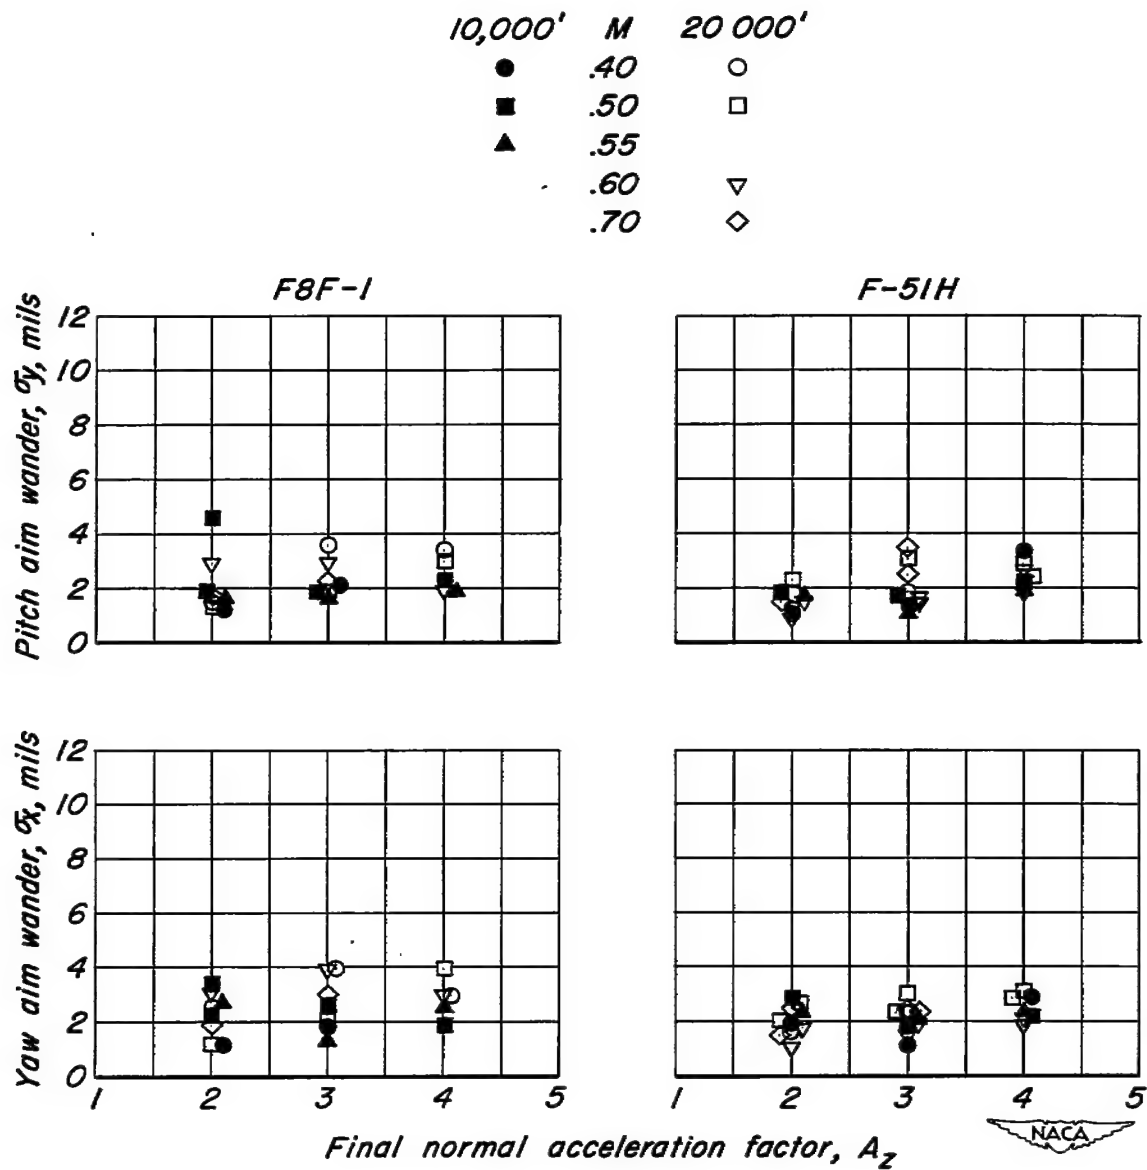 10,000' M 20 000'
.40
.50
.55
.60
.70
F8F-1 F-51H
Pitch aim wander, σy, mils
12
10
8
6
4
2
0
Yaw aim wander, σx, mils
12
10
8
6
4
2
0
1 2 3 4 5 1 2 3 4 5
Final normal acceleration factor, Az
NACA